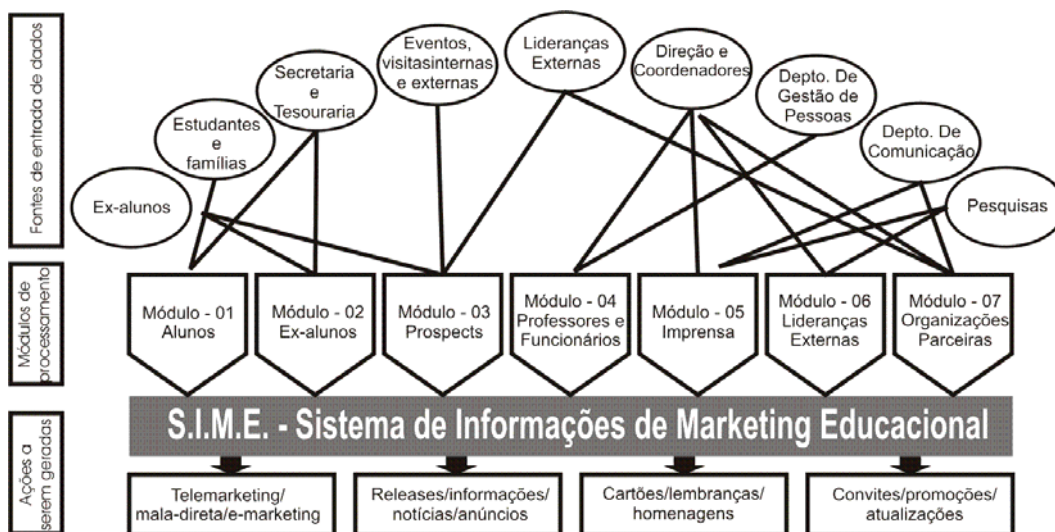 Fontes de entrada de dados
Ex-alunos
Estudantes
e
famílias
Secretaria
e
Tesouraria
Eventos,
visitasinternas
e externas
Lideranças
Externas
Direção e
Coordenadores
Depto. De
Gestão de
Pessoas
Depto. De
Comunicação
Pesquisas
Módulos de
processamento
Módulo - 01
Alunos
Módulo - 02
Ex-alunos
Módulo - 03
Prospects
Módulo - 04
Professores e
Funcionários
Módulo - 05
Imprensa
Módulo - 06
Lideranças
Externas
Módulo - 07
Organizações
Parceiras
S.I.M.E. - Sistema de Informações de Marketing Educacional
Ações a
serem geradas
Telemarketing/
mala-direta/e-marketing
Releases/informações/
notícias/anúncios
Cartões/lembranças/
homenagens
Convites/promoções/
atualizações